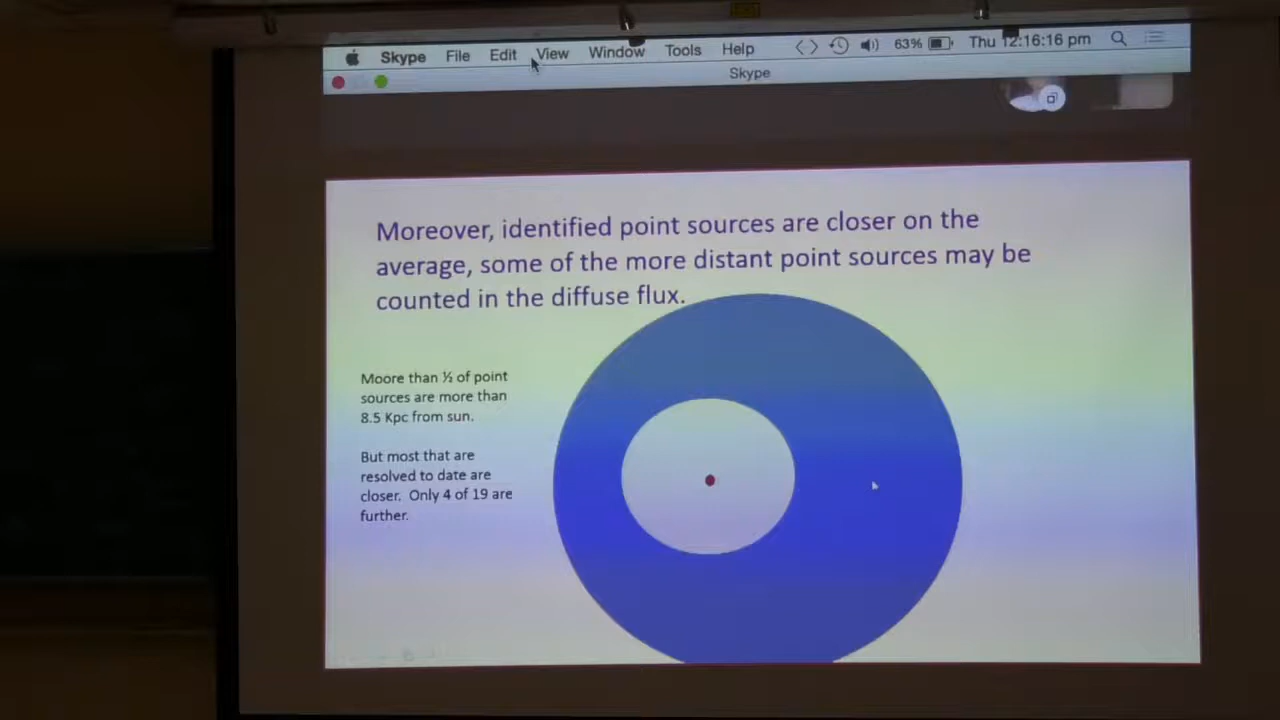 Skype File Edit View Window Tools Help 63% Thu 12:16:16 pm
Skype
Moreover, identified point sources are closer on the
average, some of the more distant point sources may be
counted in the diffuse flux.
Moore than ½ of point
sources are more than
8.5 Kpc from sun.
But most that are
resolved to date are
closer. Only 4 of 19 are
further.